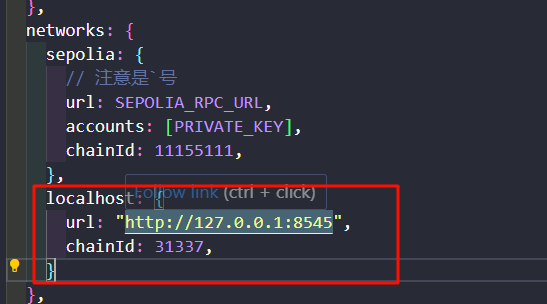 },
networks: {
sepolia: {
// 注意是`号
url: SEPOLIA_RPC_URL,
accounts: [PRIVATE_KEY],
chainId: 11155111,
},
Follow link (ctrl + click)
localhost: {
url: "http://127.0.0.1:8545",
chainId: 31337,
}
},